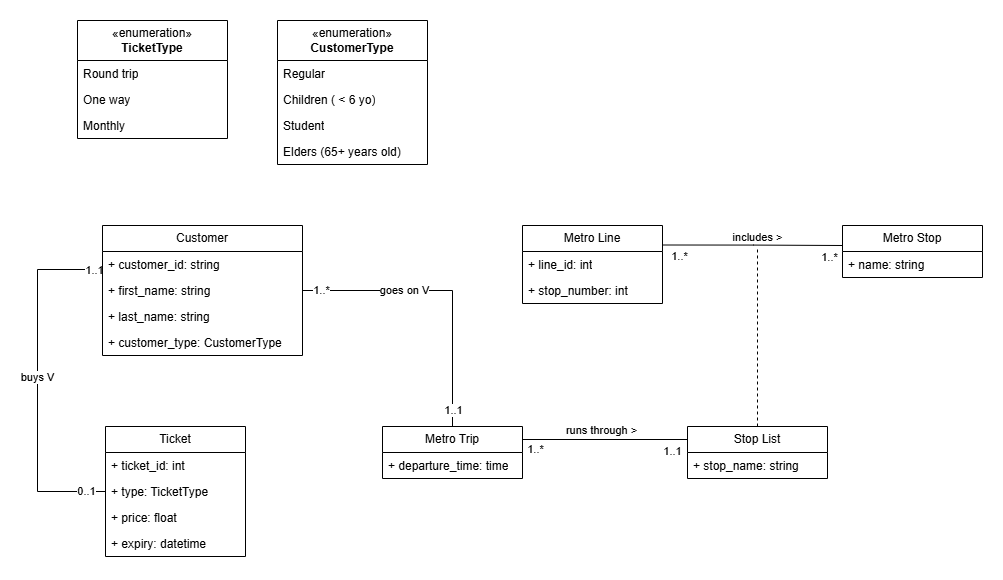 «enumeration»
TicketType
Round trip
One way
Monthly
«enumeration»
CustomerType
Regular
Children ( < 6 yo)
Student
Elders (65+ years old)
Customer
+ customer_id: string
+ first_name: string
+ last_name: string
+ customer_type: CustomerType
1..1
buys V
0..1
Ticket
+ ticket_id: int
+ type: TicketType
+ price: float
+ expiry: datetime
1..*
goes on V
1..1
Metro Trip
+ departure_time: time
runs through >
1..*
1..1
Stop List
+ stop_name: string
Metro Line
+ line_id: int
+ stop_number: int
includes >
1..*
1..*
Metro Stop
+ name: string